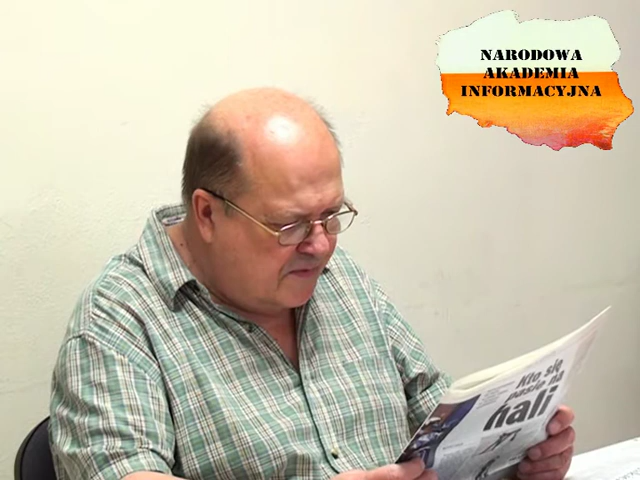 NARODOWA
AKADEMIA
INFORMACYJNA
Kto się
pasie na
hali